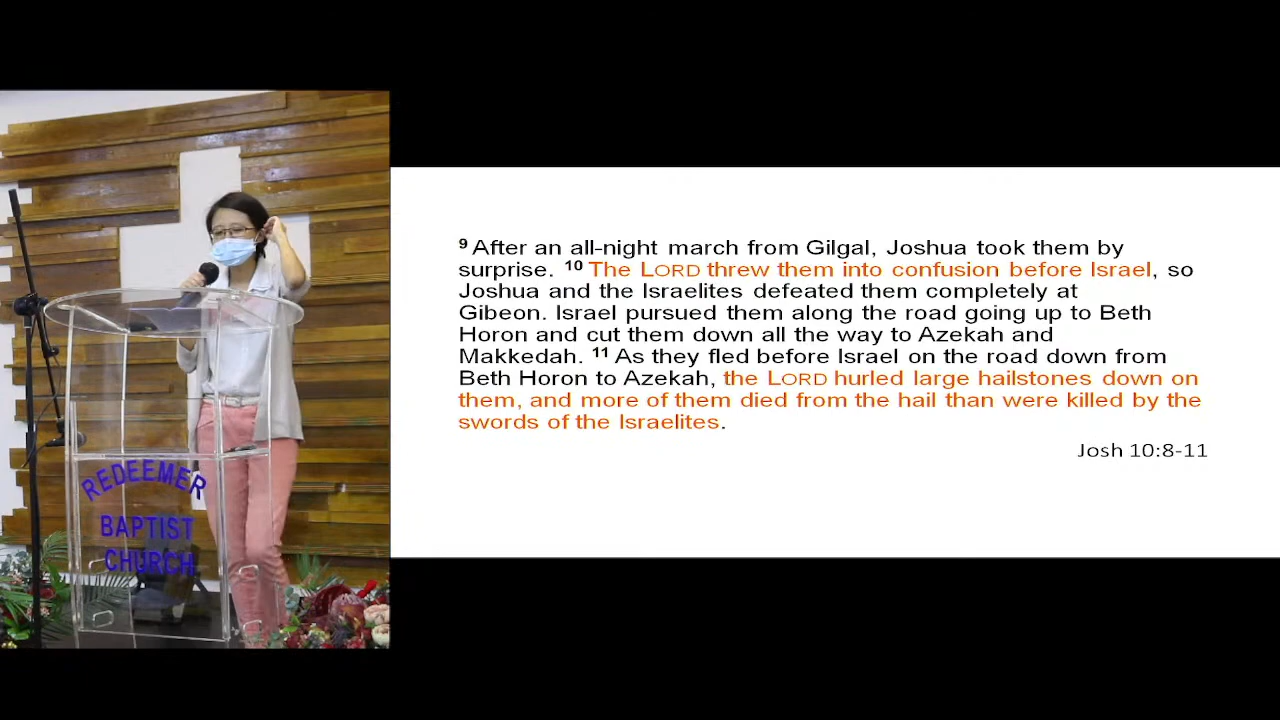 REDEEMER
BAPTIST
CHURCH
⁹ After an all-night march from Gilgal, Joshua took them by
surprise. ¹⁰ The LORD threw them into confusion before Israel, so
Joshua and the Israelites defeated them completely at
Gibeon. Israel pursued them along the road going up to Beth
Horon and cut them down all the way to Azekah and
Makkedah. ¹¹ As they fled before Israel on the road down from
Beth Horon to Azekah, the LORD hurled large hailstones down on
them, and more of them died from the hail than were killed by the
swords of the Israelites.
Josh 10:8-11